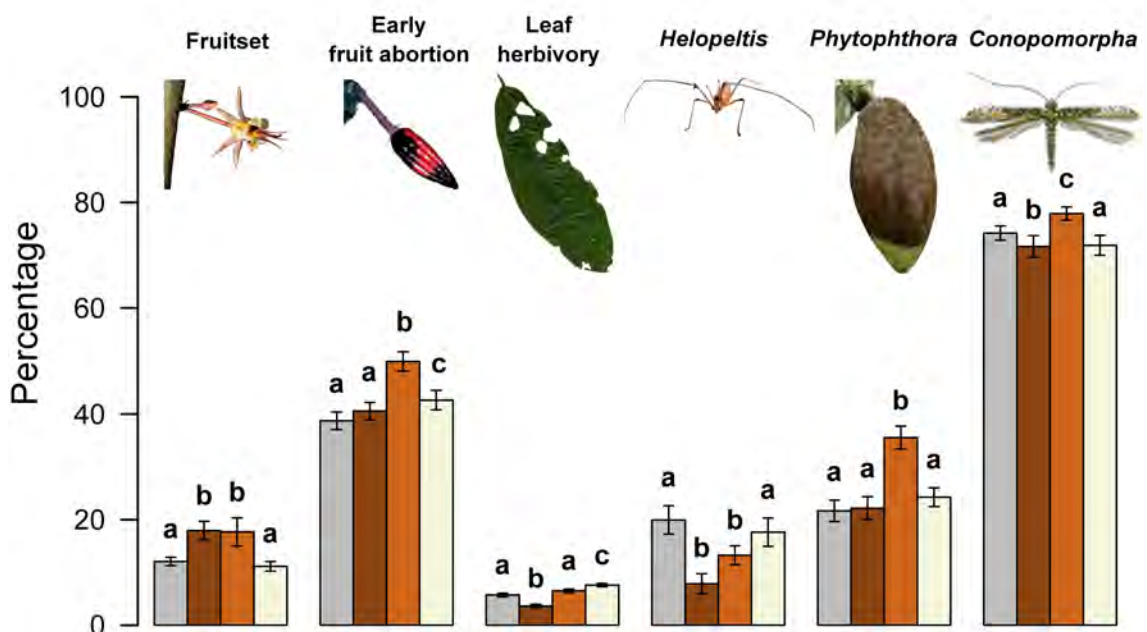 Fruitset
Early
fruit abortion
Leaf
herbivory
Helopeltis
Phytophthora
Conopomorpha
Percentage
100
80
60
40
20
0
a b b a
a a b c
a b a c
a b b a
a a b a
a b c a